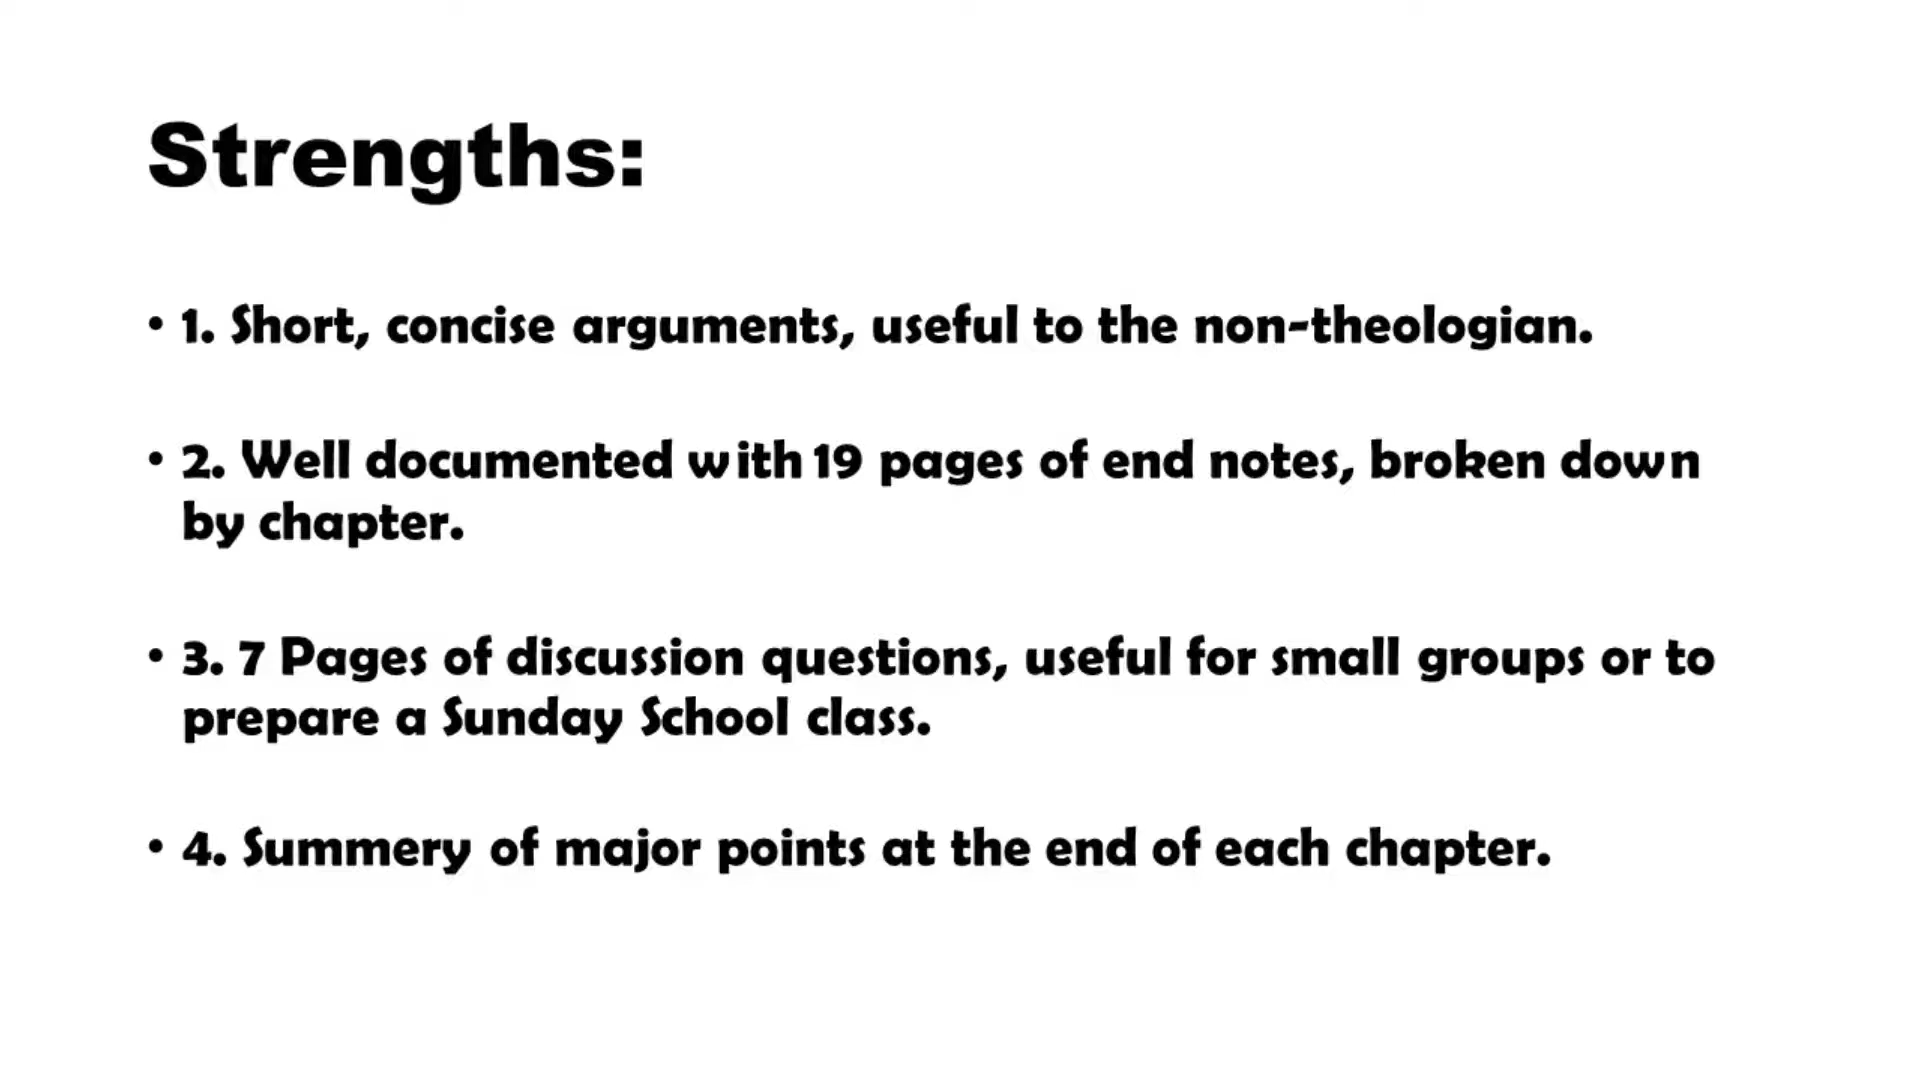 Strengths:
• 1. Short, concise arguments, useful to the non-theologian.
• 2. Well documented with 19 pages of end notes, broken down
by chapter.
• 3. 7 Pages of discussion questions, useful for small groups or to
prepare a Sunday School class.
• 4. Summery of major points at the end of each chapter.